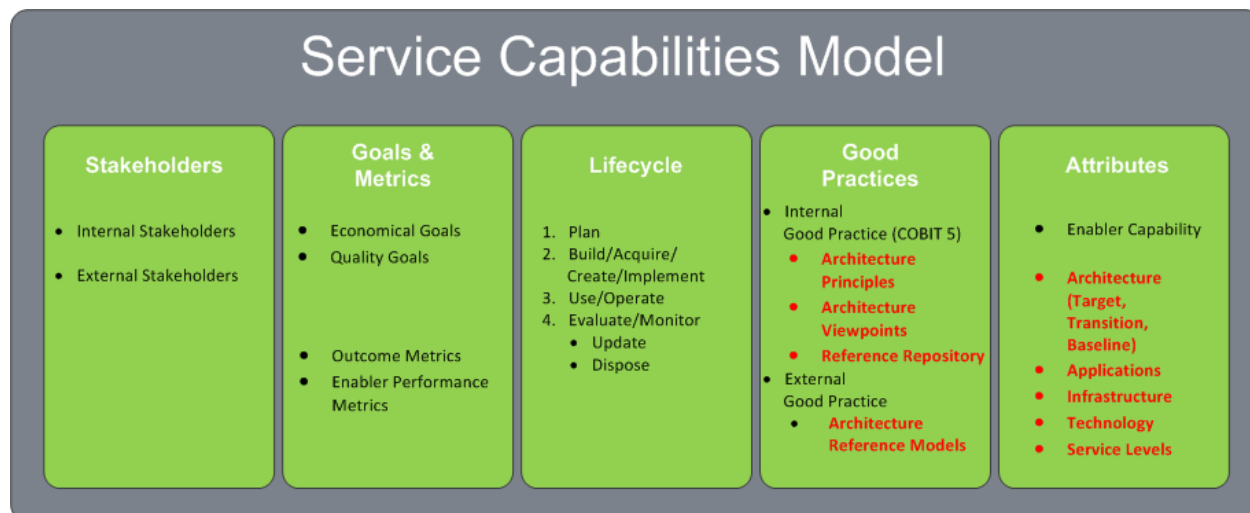 Service Capabilities Model
Stakeholders
• Internal Stakeholders
• External Stakeholders
Goals &
Metrics
• Economical Goals
• Quality Goals
• Outcome Metrics
• Enabler Performance
Metrics
Lifecycle
1. Plan
2. Build/Acquire/
Create/Implement
3. Use/Operate
4. Evaluate/Monitor
• Update
• Dispose
Good
Practices
• Internal
Good Practice (COBIT 5)
• Architecture
Principles
• Architecture
Viewpoints
• Reference Repository
• External
Good Practice
• Architecture
Reference Models
Attributes
• Enabler Capability
• Architecture
(Target,
Transition,
Baseline)
• Applications
• Infrastructure
• Technology
• Service Levels